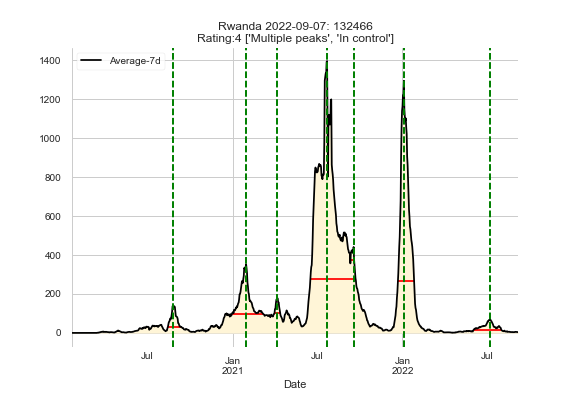 Rwanda 2022-09-07: 132466
Rating:4 ['Multiple peaks', 'In control']
Average-7d
1400
1200
1000
800
600
400
200
0
Jul
Jan
2021
Jul
Jan
2022
Jul
Date